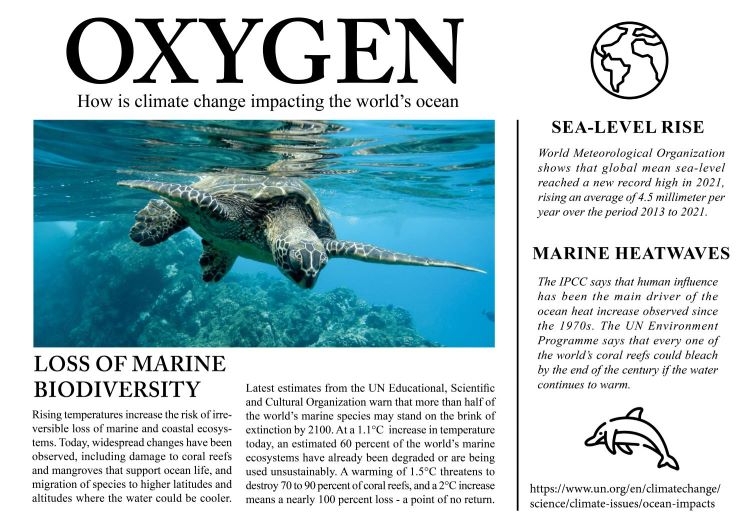 OXYGEN
How is climate change impacting the world's ocean
LOSS OF MARINE
BIODIVERSITY
Rising temperatures increase the risk of irre-
versible loss of marine and coastal ecosys-
tems. Today, widespread changes have been
observed, including damage to coral reefs
and mangroves that support ocean life, and
migration of species to higher latitudes and
altitudes where the water could be cooler.
Latest estimates from the UN Educational, Scientific
and Cultural Organization warn that more than half of
the world's marine species may stand on the brink of
extinction by 2100. At a 1.1°C increase in temperature
today, an estimated 60 percent of the world's marine
ecosystems have already been degraded or are being
used unsustainably. A warming of 1.5°C threatens to
destroy 70 to 90 percent of coral reefs, and a 2°C increase
means a nearly 100 percent loss - a point of no return.
SEA-LEVEL RISE
World Meteorological Organization
shows that global mean sea-level
reached a new record high in 2021,
rising an average of 4.5 millimeter per
year over the period 2013 to 2021.
MARINE HEATWAVES
The IPCC says that human influence
has been the main driver of the
ocean heat increase observed since
the 1970s. The UN Environment
Programme says that every one of
the world's coral reefs could bleach
by the end of the century if the water
continues to warm.
https://www.un.org/en/climatechange/
science/climate-issues/ocean-impacts